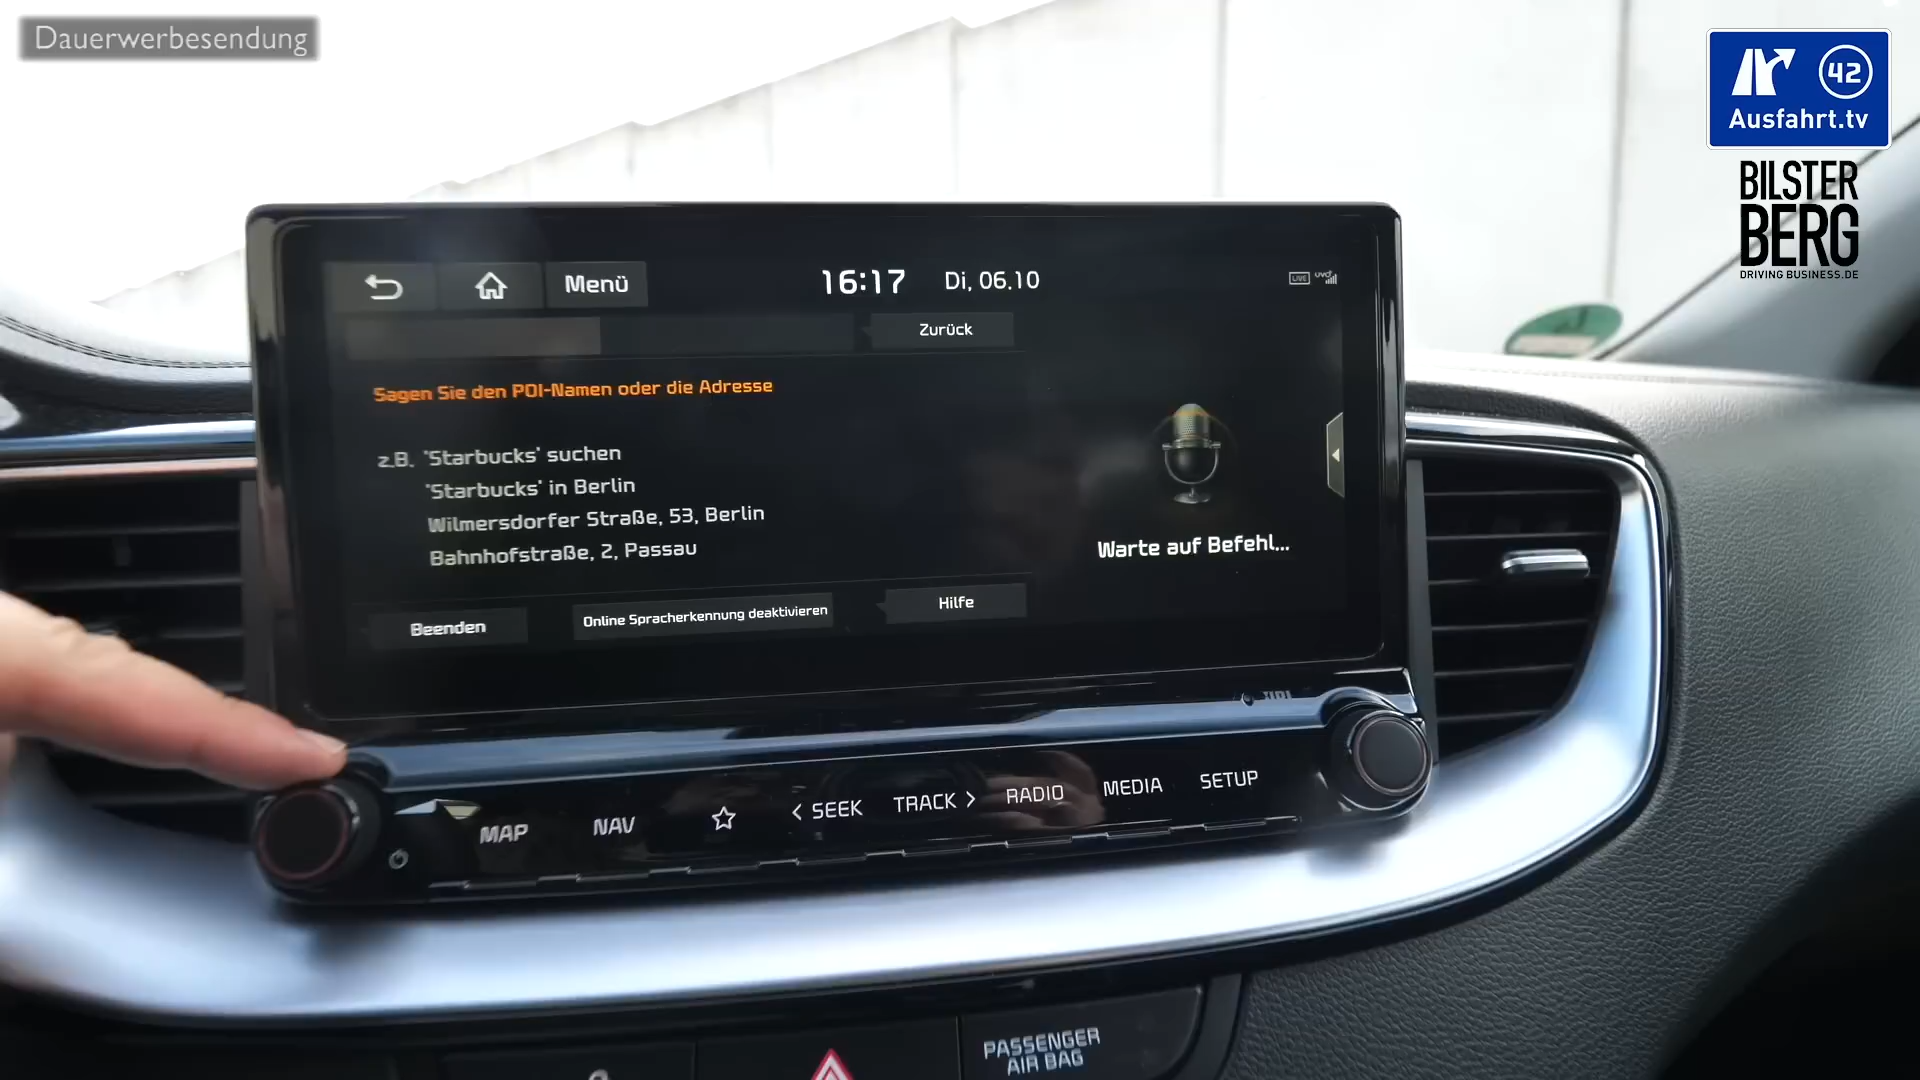 Dauerwerbesendung
42
Ausfahrt.tv
BILSTER
BERG
DRIVING BUSINESS.DE
Menü
16:17
Di, 06.10
LIVE
UVO
Zurück
Sagen Sie den POI-Namen oder die Adresse
z.B. 'Starbucks' suchen
'Starbucks' in Berlin
Wilmersdorfer Straße, 53, Berlin
Bahnhofstraße, 2, Passau
Warte auf Befehl...
Beenden
Online Spracherkennung deaktivieren
Hilfe
MAP
NAV
< SEEK
TRACK >
RADIO
MEDIA
SETUP
PASSENGER
AIR BAG